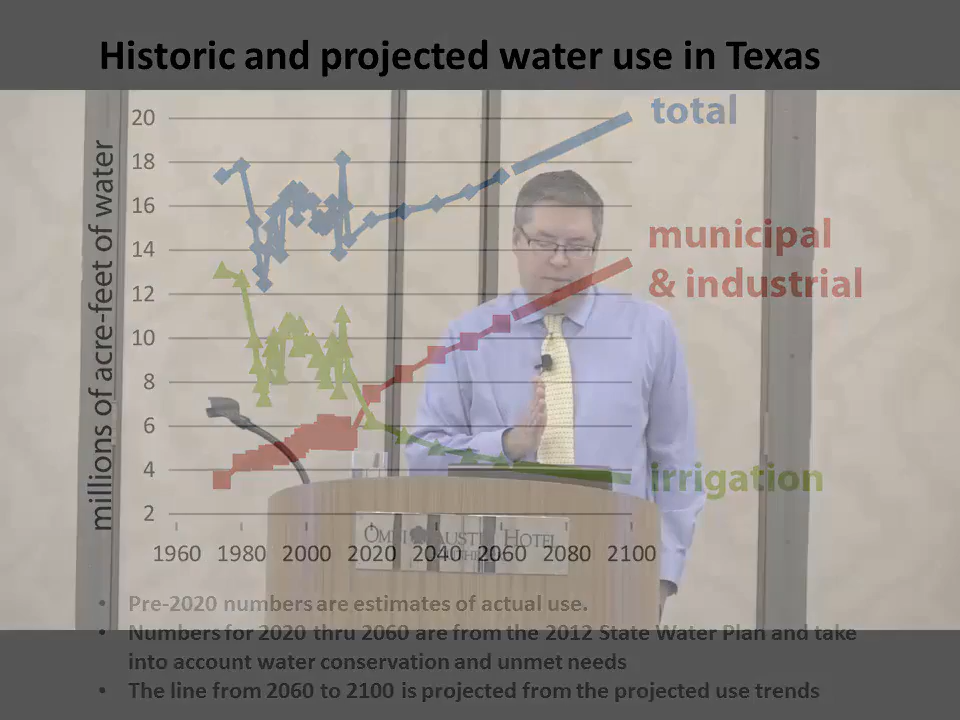 Historic and projected water use in Texas
millions of acre-feet of water
20
18
16
14
12
10
8
6
4
2
1960 1980 2000 2020 2040 2060 2080 2100
total
municipal
& industrial
irrigation
HOTEL
• Pre-2020 numbers are estimates of actual use.
• Numbers for 2020 thru 2060 are from the 2012 State Water Plan and take
into account water conservation and unmet needs
• The line from 2060 to 2100 is projected from the projected use trends